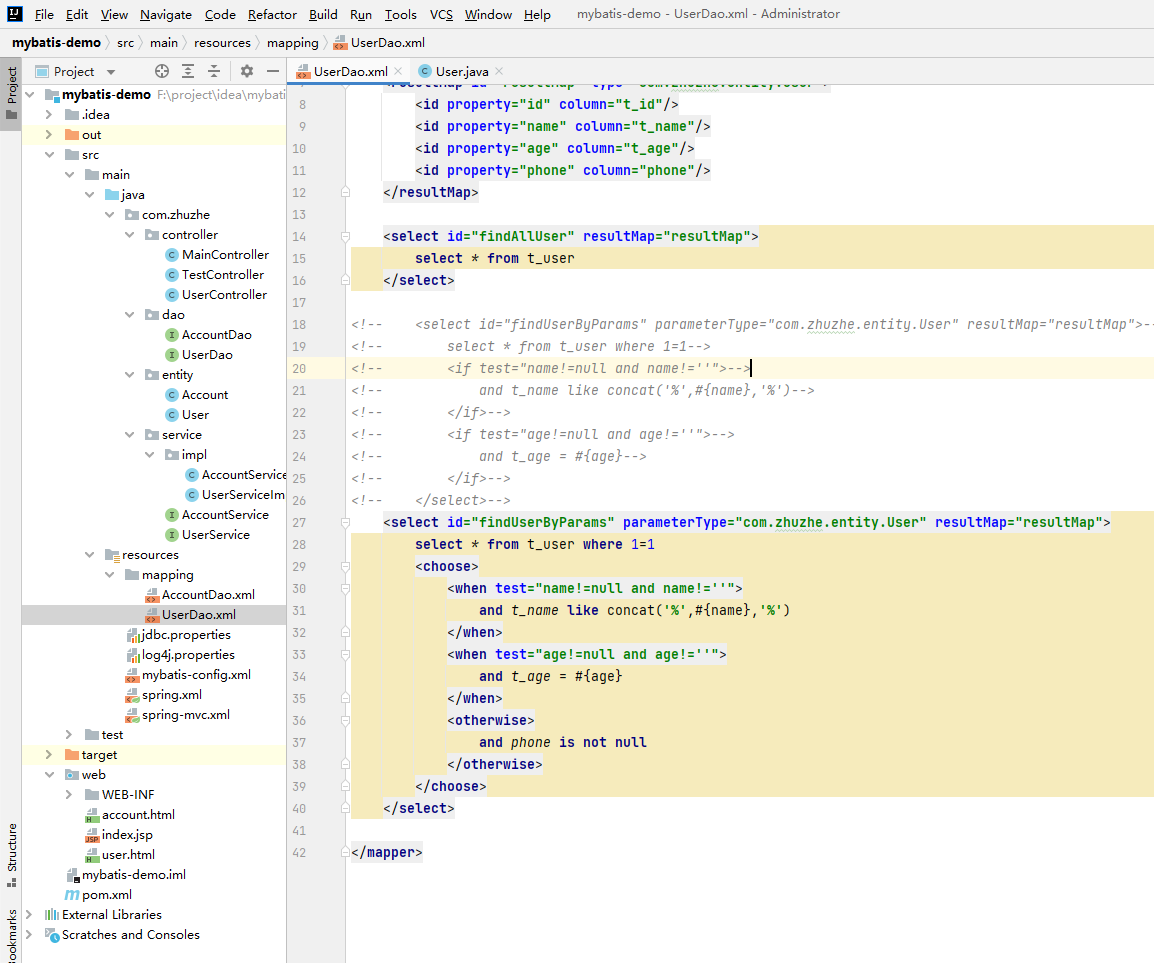 File Edit View Navigate Code Refactor Build Run Tools VCS Window Help mybatis-demo - UserDao.xml - Administrator
mybatis-demo src main resources mapping UserDao.xml
Project
Project
UserDao.xml
User.java
mybatis-demo F:\project\idea\mybati
.idea
out
src
main
java
com.zhuzhe
controller
MainController
TestController
UserController
dao
AccountDao
UserDao
entity
Account
User
service
impl
AccountService
UserServiceIm
AccountService
UserService
resources
mapping
AccountDao.xml
UserDao.xml
jdbc.properties
log4j.properties
mybatis-config.xml
spring.xml
spring-mvc.xml
test
target
web
WEB-INF
account.html
index.jsp
user.html
mybatis-demo.iml
pom.xml
External Libraries
Scratches and Consoles
Structure
ookmarks
<resultMap id="resultMap" type="com.zhuzhe.entity.User">
8 <id property="id" column="t_id"/>
9 <id property="name" column="t_name"/>
10 <id property="age" column="t_age"/>
11 <id property="phone" column="phone"/>
12 </resultMap>
13
14 <select id="findAllUser" resultMap="resultMap">
15 select * from t_user
16 </select>
17
18 <!-- <select id="findUserByParams" parameterType="com.zhuzhe.entity.User" resultMap="resultMap">-
19 <!-- select * from t_user where 1=1-->
20 <!-- <if test="name!=null and name!=''">-->
21 <!-- and t_name like concat('%',#{name},'%')-->
22 <!-- </if>-->
23 <!-- <if test="age!=null and age!=''">-->
24 <!-- and t_age = #{age}-->
25 <!-- </if>-->
26 <!-- </select>-->
27 <select id="findUserByParams" parameterType="com.zhuzhe.entity.User" resultMap="resultMap">
28 select * from t_user where 1=1
29 <choose>
30 <when test="name!=null and name!=''">
31 and t_name like concat('%',#{name},'%')
32 </when>
33 <when test="age!=null and age!=''">
34 and t_age = #{age}
35 </when>
36 <otherwise>
37 and phone is not null
38 </otherwise>
39 </choose>
40 </select>
41
42 </mapper>